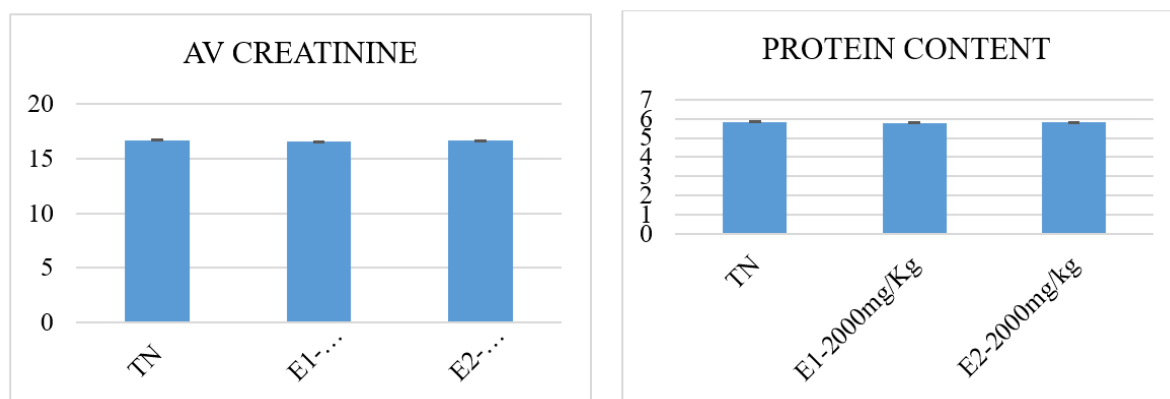 AV CREATININE
20
15
10
5
0
TN
E1-...
E2-...
PROTEIN CONTENT
7
6
5
4
3
2
1
0
TN
E1-2000mg/Kg
E2-2000mg/kg